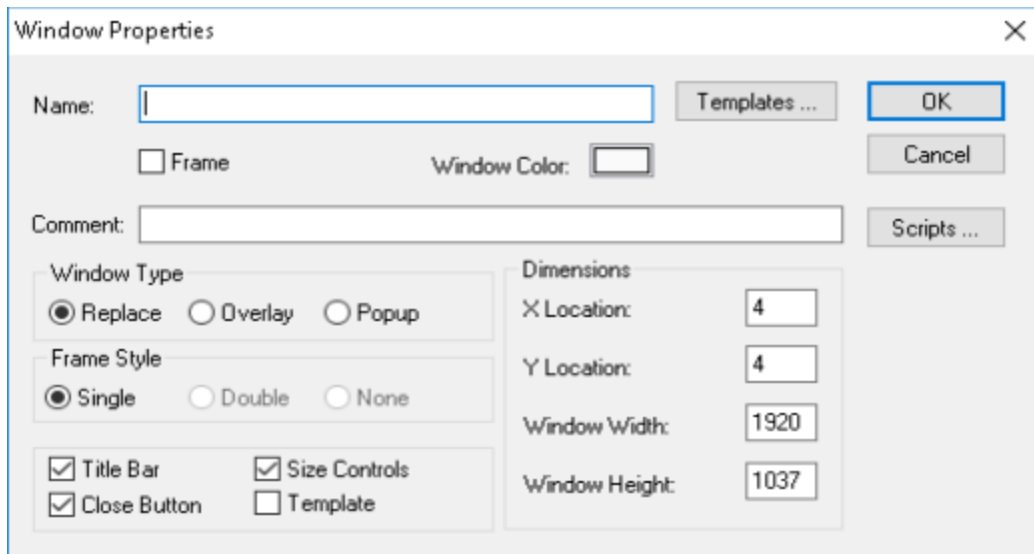 Window Properties
Name:
Templates ...
OK
Frame
Window Color:
Cancel
Comment:
Scripts ...
Window Type
Replace
Overlay
Popup
Frame Style
Single
Double
None
Title Bar
Size Controls
Close Button
Template
Dimensions
X Location: 4
Y Location: 4
Window Width: 1920
Window Height: 1037